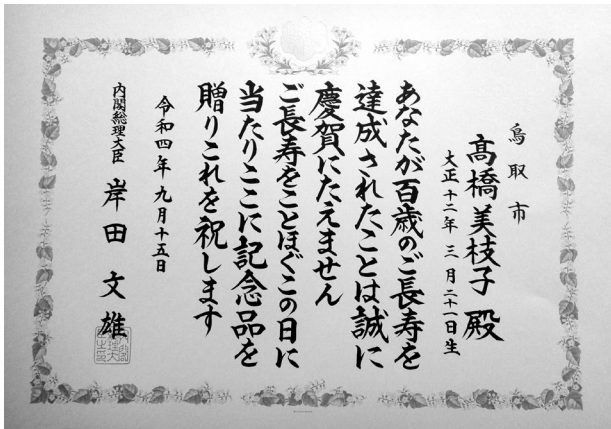 鳥取市
髙橋美枝子 殿
大正十二年 三月二十一日生
あなたが百歳のご長寿を
達成されたことは誠に
慶賀にたえません
ご長寿をことほぐこの日に
当たりここに記念品を
贈りこれを祝します
令和四年九月十五日
内閣総理大臣 岸田文雄